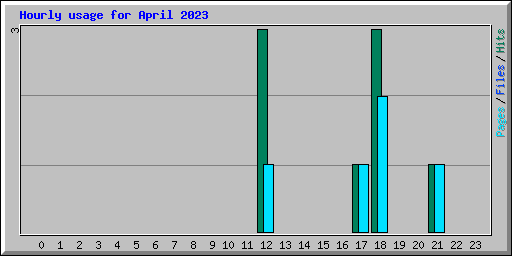 Hourly usage for April 2023
3
Pages/Files/Hits
0 1 2 3 4 5 6 7 8 9 10 11 12 13 14 15 16 17 18 19 20 21 22 23